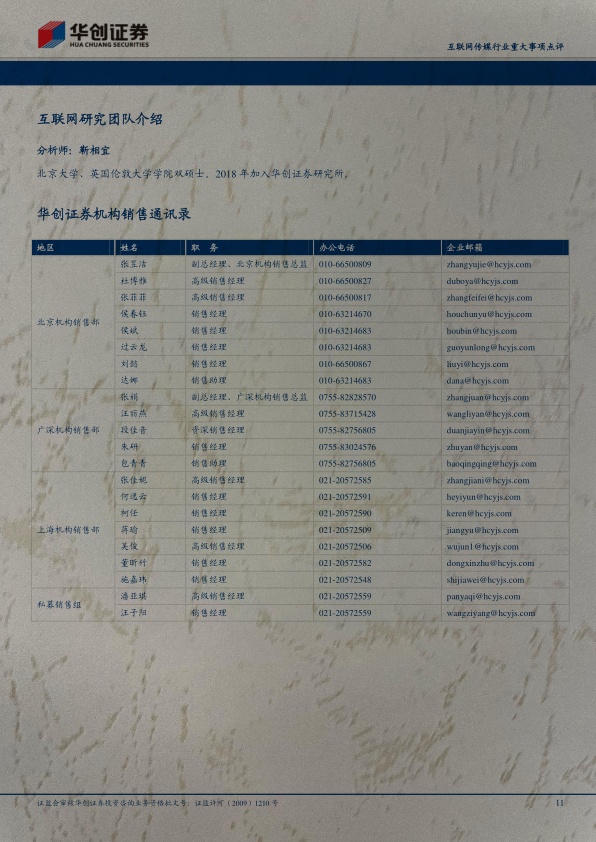 华创证券
HUA CHUANG SECURITIES
互联网传媒行业重大事项点评
互联网研究团队介绍
分析师：靳相宜
北京大学、英国伦敦大学学院双硕士，2018 年加入华创证券研究所。
华创证券机构销售通讯录
地区 姓名 职 务 办公电话 企业邮箱
北京机构销售部
张昱洁 副总经理、北京机构销售总监 010-66500809 zhangyujie@hcyjs.com
杜博雅 高级销售经理 010-66500827 duboya@hcyjs.com
张菲菲 高级销售经理 010-66500817 zhangfeifei@hcyjs.com
侯春钰 销售经理 010-63214670 houchunyu@hcyjs.com
侯斌 销售经理 010-63214683 houbin@hcyjs.com
过云龙 销售经理 010-63214683 guoyunlong@hcyjs.com
刘懿 销售经理 010-66500867 liuyi@hcyjs.com
达娜 销售助理 010-63214683 dana@hcyjs.com
广深机构销售部
张娟 副总经理、广深机构销售总监 0755-82828570 zhangjuan@hcyjs.com
汪丽燕 高级销售经理 0755-83715428 wangliyan@hcyjs.com
段佳音 资深销售经理 0755-82756805 duanjiayin@hcyjs.com
朱研 销售经理 0755-83024576 zhuyan@hcyjs.com
包青青 销售助理 0755-82756805 baoqingqing@hcyjs.com
上海机构销售部
张佳妮 高级销售经理 021-20572585 zhangjiani@hcyjs.com
何逸云 销售经理 021-20572591 heyiyun@hcyjs.com
柯任 销售经理 021-20572590 keren@hcyjs.com
蒋瑜 销售经理 021-20572509 jiangyu@hcyjs.com
吴俊 高级销售经理 021-20572506 wujun1@hcyjs.com
董昕竹 销售经理 021-20572582 dongxinzhu@hcyjs.com
施嘉玮 销售经理 021-20572548 shijiawei@hcyjs.com
私募销售组
潘亚琪 高级销售经理 021-20572559 panyaqi@hcyjs.com
汪子阳 销售经理 021-20572559 wangziyang@hcyjs.com
证监会审核华创证券投资咨询业务资格批文号：证监许可（2009）1210 号
11